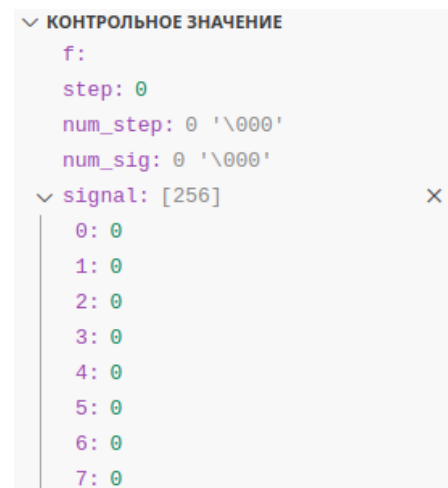 КОНТРОЛЬНОЕ ЗНАЧЕНИЕ
f:
step: 0
num_step: 0 '\000'
num_sig: 0 '\000'
signal: [256]
0: 0
1: 0
2: 0
3: 0
4: 0
5: 0
6: 0
7: 0